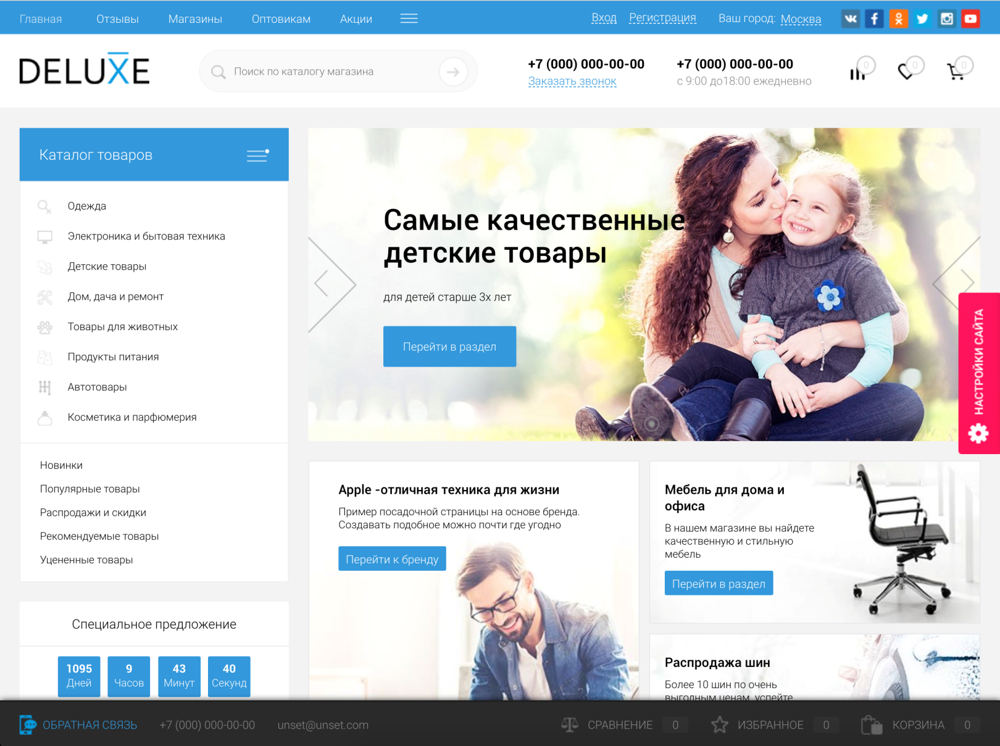 Главная Отзывы Магазины Оптовикам Акции Вход Регистрация Ваш город: Москва
DELUXE
Поиск по каталогу магазина
+7 (000) 000-00-00
Заказать звонок
+7 (000) 000-00-00
с 9:00 до18:00 ежедневно
0 0 0
Каталог товаров
Одежда
Электроника и бытовая техника
Детские товары
Дом, дача и ремонт
Товары для животных
Продукты питания
Автотовары
Косметика и парфюмерия
Новинки
Популярные товары
Распродажи и скидки
Рекомендуемые товары
Уцененные товары
Специальное предложение
1095 9 43 40
Дней Часов Минут Секунд
Самые качественные
детские товары
для детей старше 3х лет
Перейти в раздел
НАСТРОЙКИ САЙТА
Apple -отличная техника для жизни
Пример посадочной страницы на основе бренда.
Создавать подобное можно почти где угодно
Перейти к бренду
Мебель для дома и
офиса
В нашем магазине вы найдете
качественную и стильную
мебель
Перейти в раздел
Распродажа шин
Более 10 шин по очень
выгодным ценам, успейте
ОБРАТНАЯ СВЯЗЬ +7 (000) 000-00-00 unset@unset.com СРАВНЕНИЕ 0 ИЗБРАННОЕ 0 КОРЗИНА 0